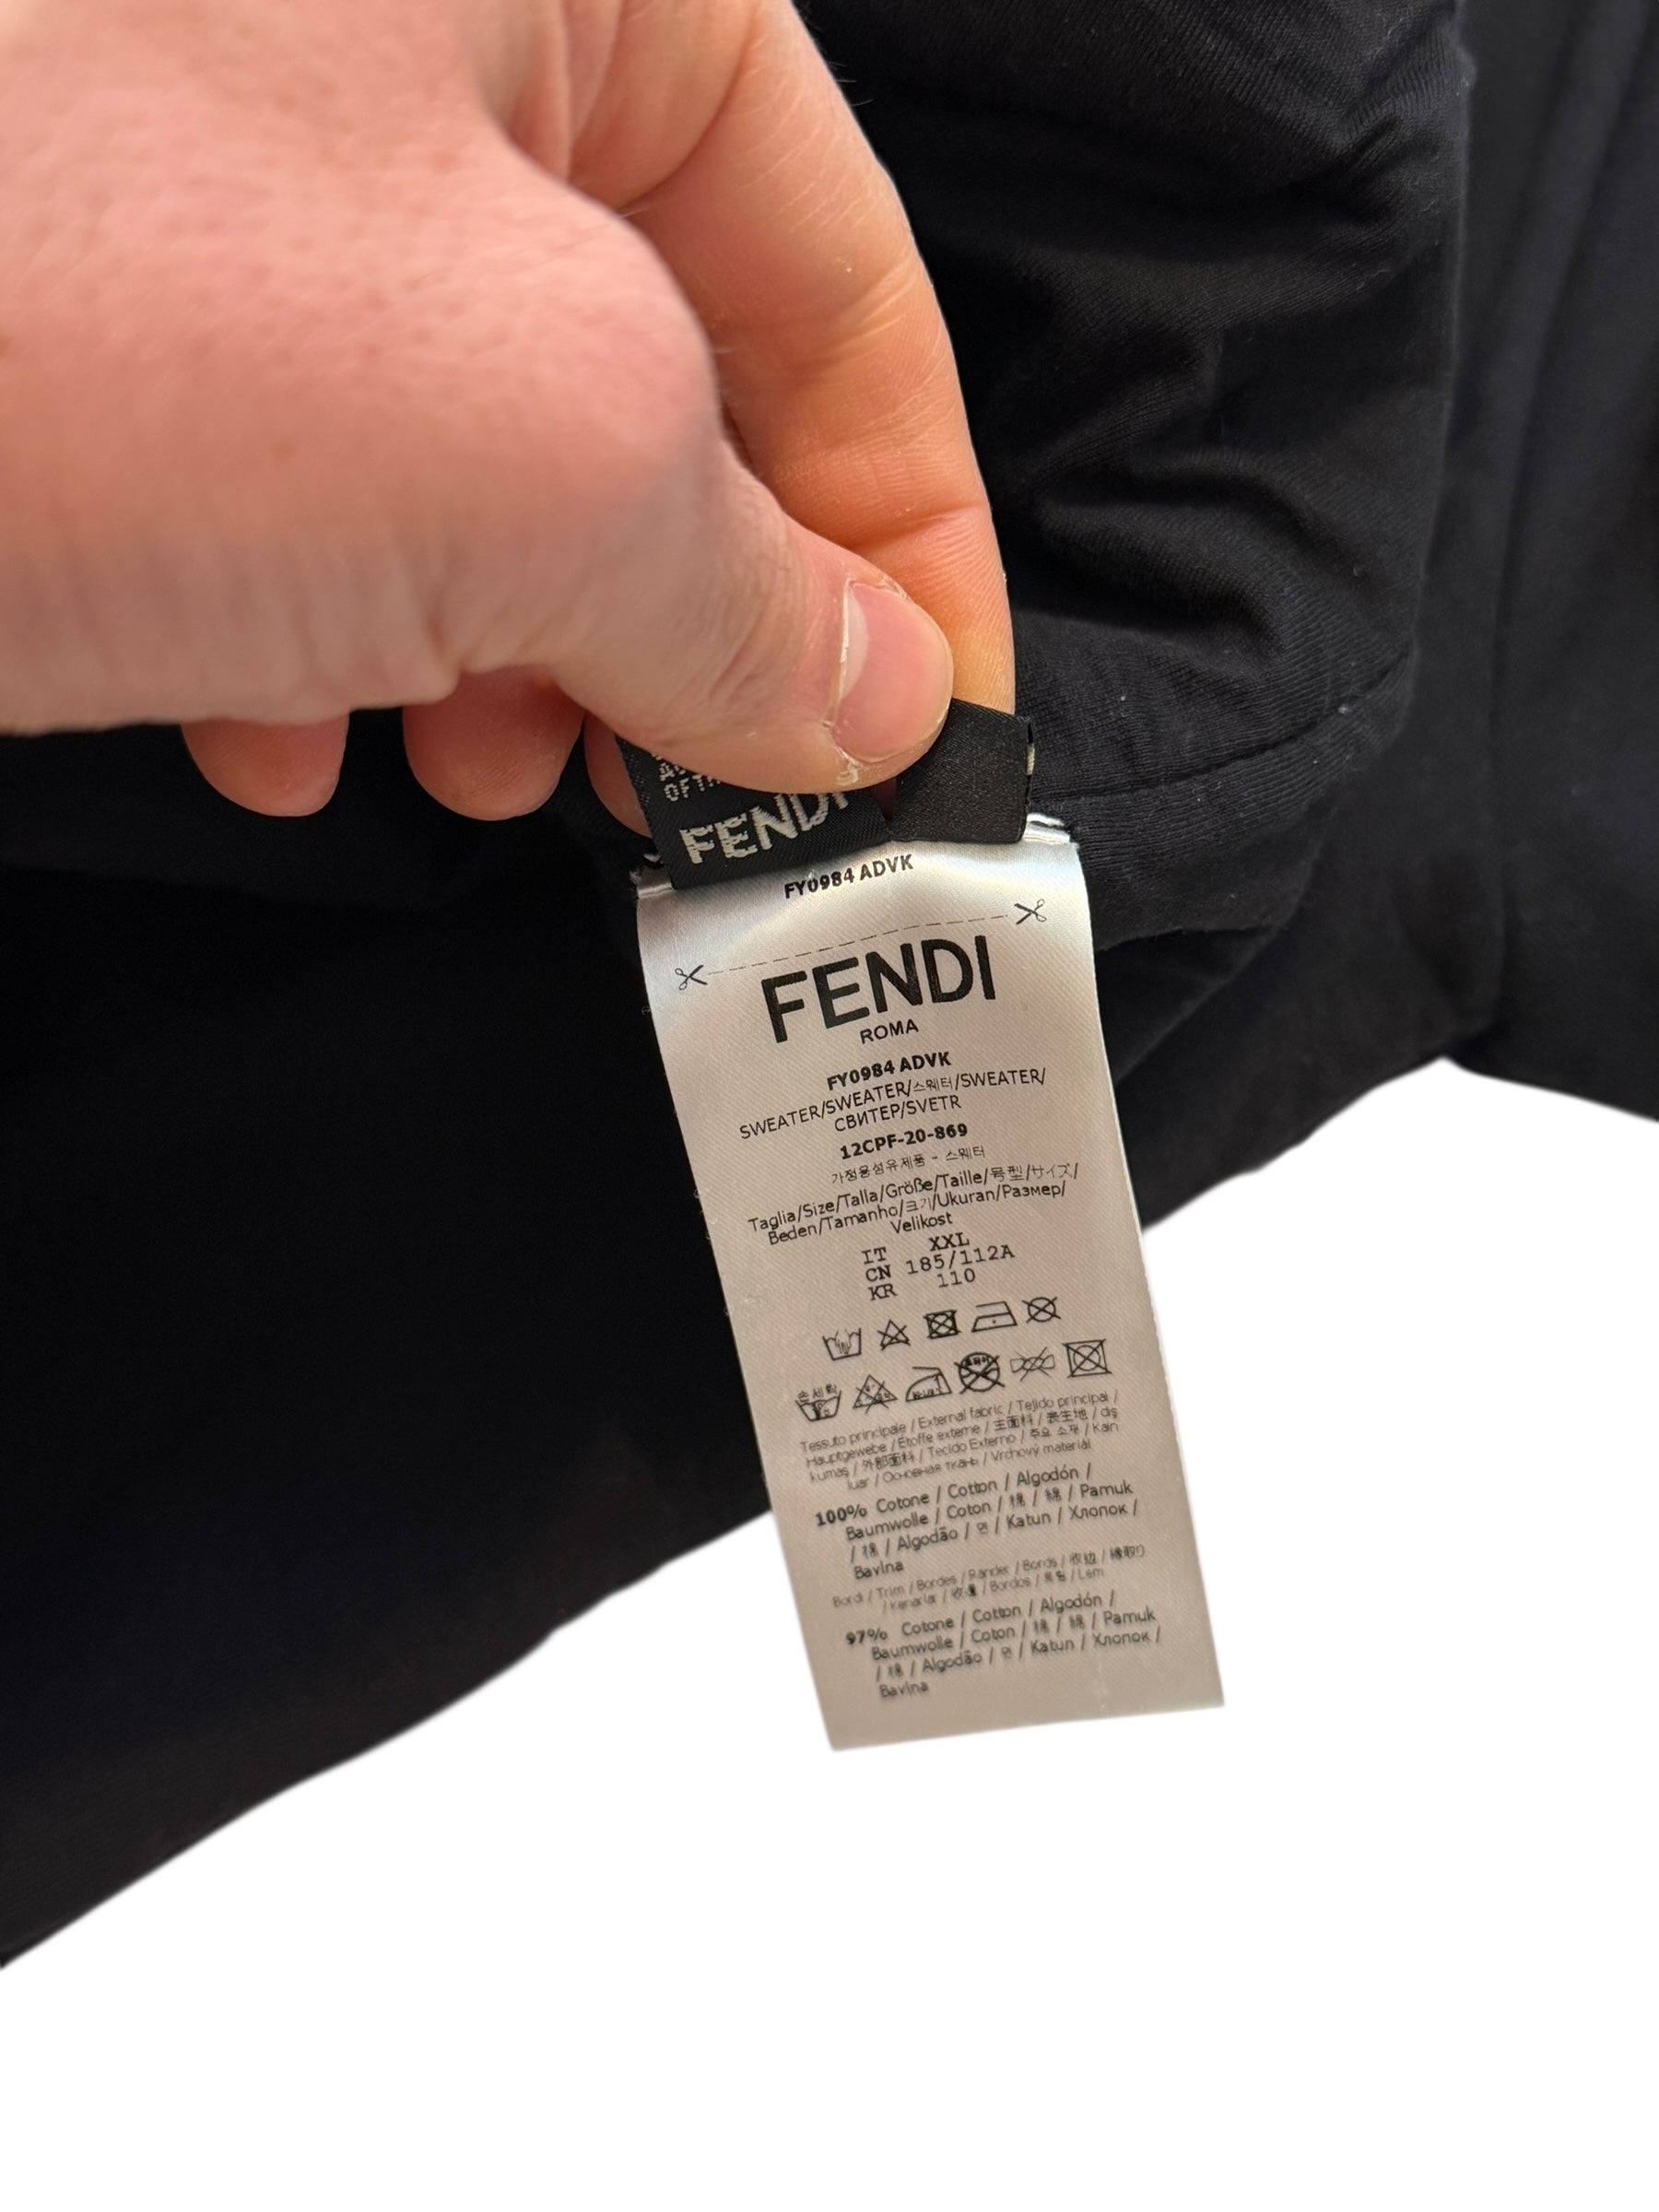 OF TH
FENDI
FY0984 ADVK
FENDI
ROMA
FY0984 ADVK
SWEATER/SWEATER/스웨터/SWEATER/
СВИТЕР/SVETR
12CPF-20-869
가정용섬유제품 - 스웨터
Taglia/Size/Talla/Größe/Taille/号型/サイズ/
Beden/Tamanho/크기/Ukuran/Размер/
Velikost
IT XXL
CN 185/112A
KR 110
손세탁
Tessuto principale / External fabric / Tejido principal /
Hauptgewebe / Étoffe externe / 主面料 / 表生地 / dış
kumaş / 外部面料 / Tecido Externo / 주요 소재 / Kain
luar / Основная ткань / Vrchový materiál
100% Cotone / Cotton / Algodón /
Baumwolle / Coton / 棉 / 綿 / Pamuk
/ 棉 / Algodão / 면 / Katun / Хлопок /
Bavlna
Bordi / Trim / Bordes / Ränder / Bords / 收边 / 縁取り
/ Kenarlar / / Bordos / / Lem
97% Cotone / Cotton / Algodón /
Baumwolle / Coton / 棉 / 綿 / Pamuk
/ 棉 / Algodão / 면 / Katun / Хлопок /
Bavlna